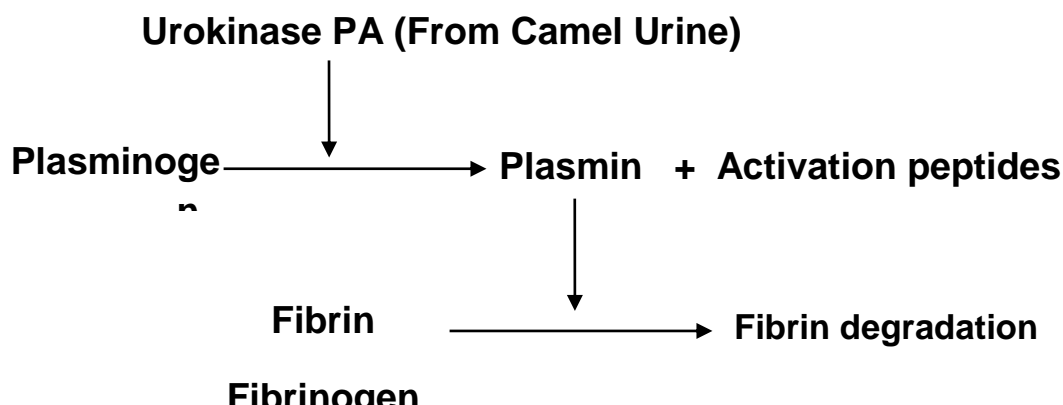 Urokinase PA (From Camel Urine)
Plasminoge
n
Plasmin + Activation peptides
Fibrin
Fibrin degradation
Fibrinogen